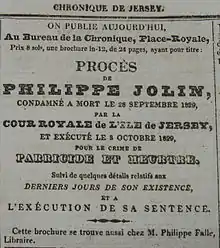 CHRONIQUE DE JERSEY.
ON PUBLIE AUJOURD'HUI,
Au Bureau de la Chronique, Place-Royale,
Prix 8 sols, une brochure in-12, de 24 pages, ayant pour titre:
PROCÈS
DE
PHILIPPE JOLIN,
CONDAMNÉ A MORT LE 28 SEPTEMBRE 1829,
PAR LA
COUR ROYALE DE L'ILE DE JERSEY,
ET EXÉCUTÉ LE 3 OCTOBRE 1829,
POUR LE CRIME DE
PARRICIDE ET MEURTRE,
Suivi de quelques détails relatifs aux
DERNIERS JOURS DE SON EXISTENCE,
ET A
L'EXÉCUTION DE SA SENTENCE.
Cette brochure se trouve aussi chez M. Philippe Falle,
Libraire.